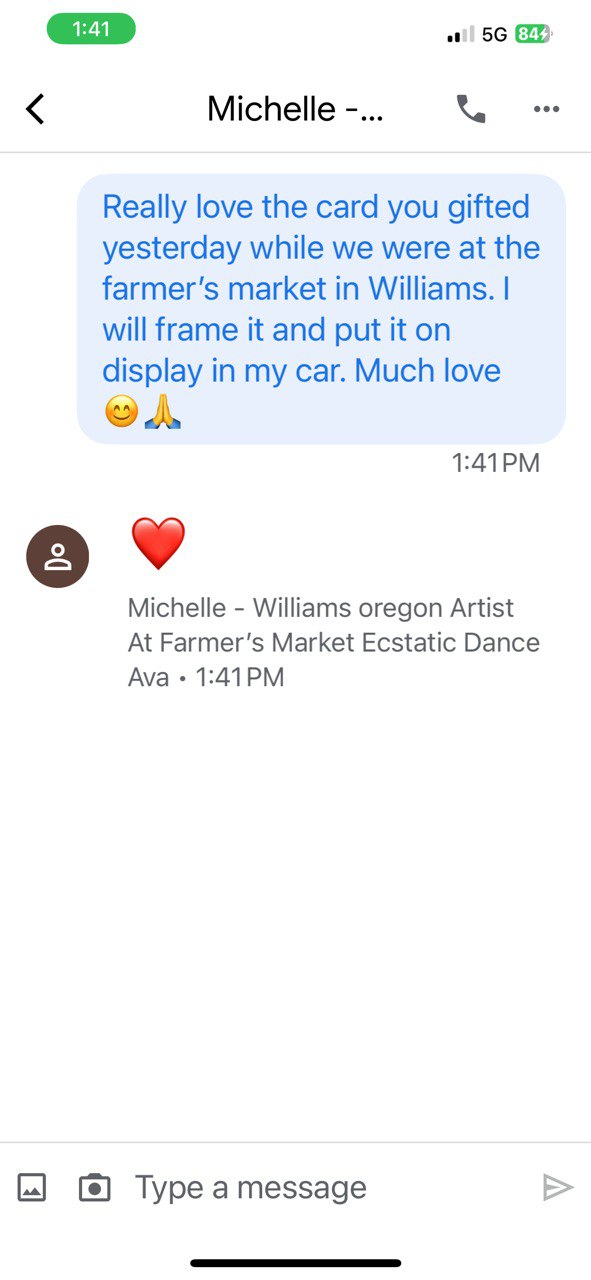 1:41
5G 84
Michelle -...
Really love the card you gifted
yesterday while we were at the
farmer’s market in Williams. I
will frame it and put it on
display in my car. Much love
😊🙏
1:41 PM
❤️
Michelle - Williams oregon Artist
At Farmer’s Market Ecstatic Dance
Ava • 1:41 PM
Type a message